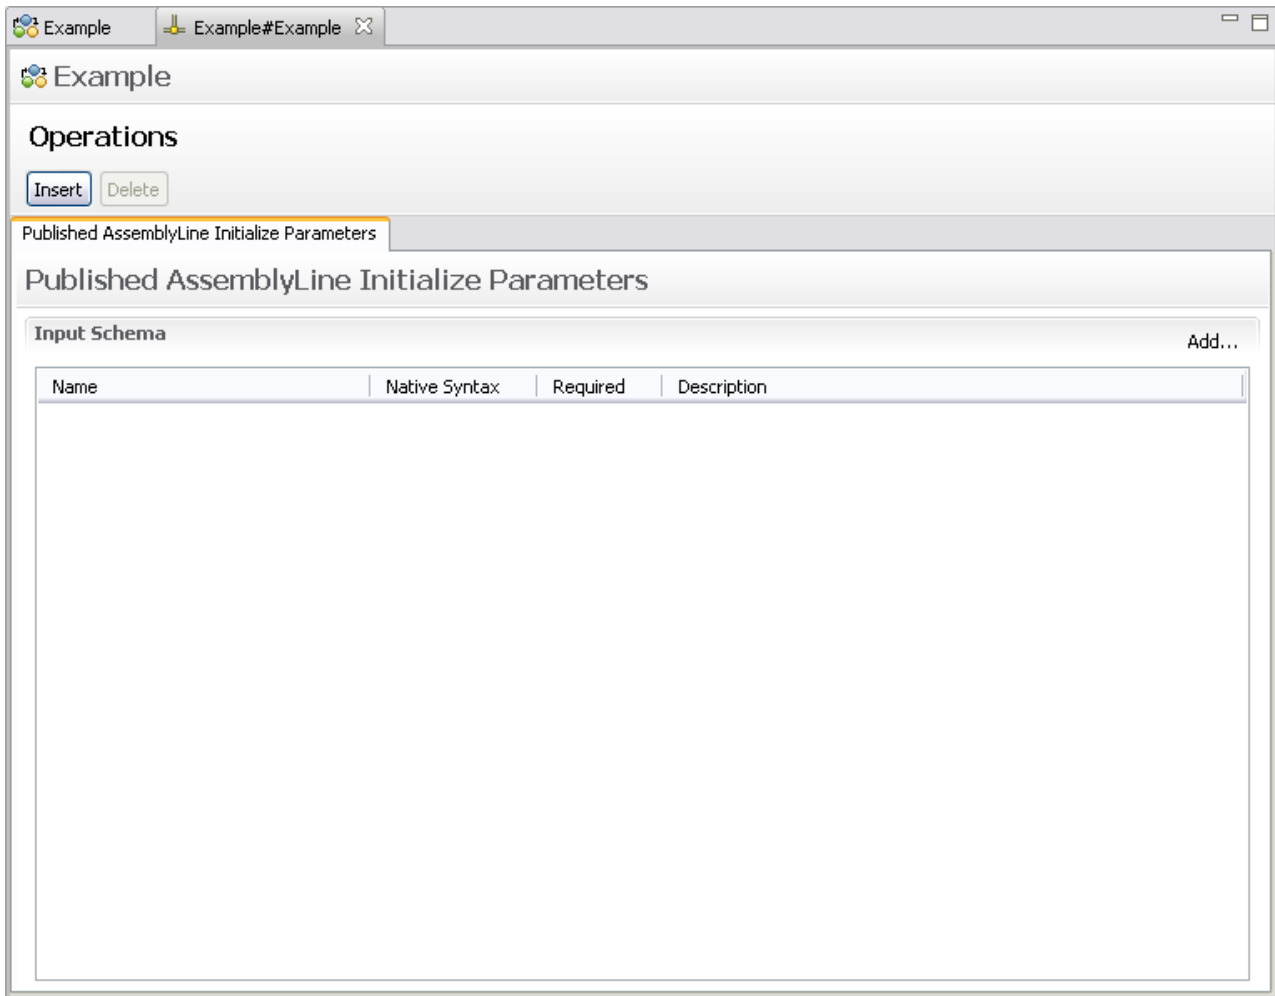 Example Example#Example
Example
Operations
Insert Delete
Published AssemblyLine Initialize Parameters
Published AssemblyLine Initialize Parameters
Input Schema
Add...
Name Native Syntax Required Description